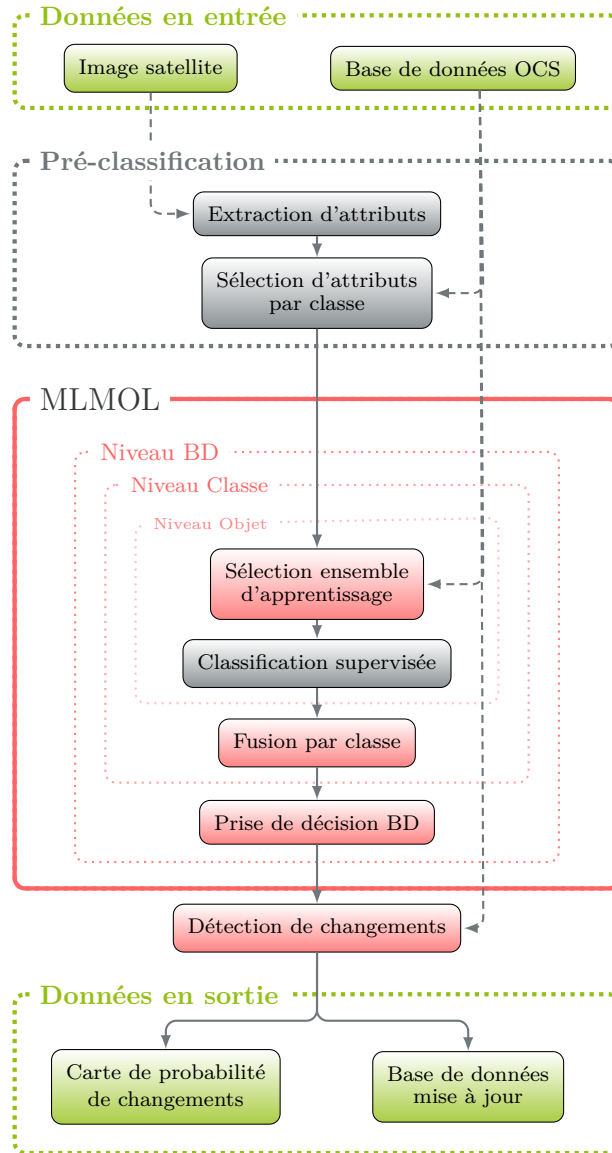 Données en entrée
Image satellite
Base de données OCS
Pré-classification
Extraction d'attributs
Sélection d'attributs
par classe
MLMOL
Niveau BD
Niveau Classe
Niveau Objet
Sélection ensemble
d'apprentissage
Classification supervisée
Fusion par classe
Prise de décision BD
Détection de changements
Données en sortie
Carte de probabilité
de changements
Base de données
mise à jour